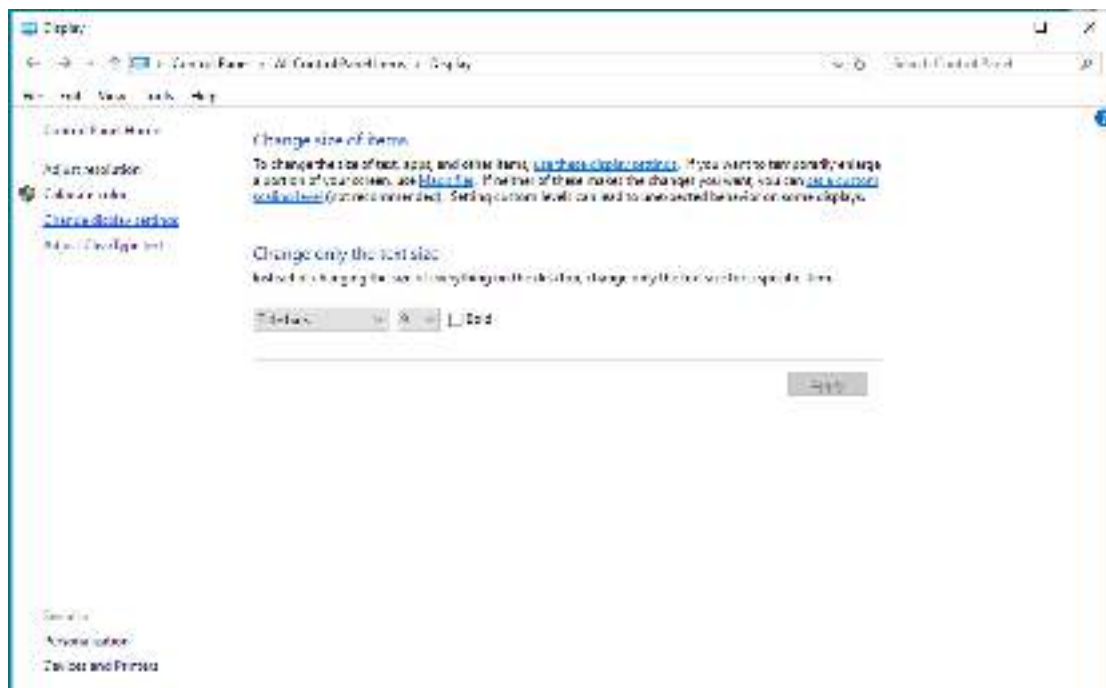 Display
Control Panel All Control Panel Items Display
Search Control Panel
File Edit View Tools Help
Control Panel Home
Adjust resolution
Calibrate color
Change display settings
Adjust ClearType text
Change size of items
To change the size of text, apps, and other items, use these display settings. If you want to temporarily enlarge
a portion of your screen, use Magnifier. If neither of these makes the changes you want, you can set a custom
scaling level (not recommended). Setting custom levels can lead to unexpected behavior on some displays.
Change only the text size
Instead of changing the size of everything on the desktop, change only the text size for a specific item.
Title bars 9 Bold
Apply
See also
Personalization
Devices and Printers